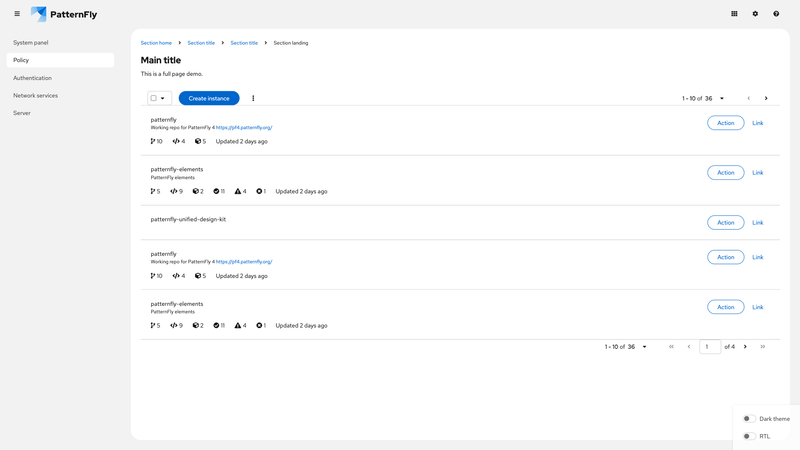 PatternFly
System panel
Policy
Authentication
Network services
Server
Section home Section title Section title Section landing
Main title
This is a full page demo.
Create instance 1 - 10 of 36
patternfly
Working repo for PatternFly 4 https://pf4.patternfly.org/
10 4 5 Updated 2 days ago
Action Link
patternfly-elements
PatternFly elements
5 9 2 11 4 1 Updated 2 days ago
Action Link
patternfly-unified-design-kit
Action Link
patternfly
Working repo for PatternFly 4 https://pf4.patternfly.org/
10 4 5 Updated 2 days ago
Action Link
patternfly-elements
PatternFly elements
5 9 2 11 4 1 Updated 2 days ago
Action Link
1 - 10 of 36 1 of 4
Dark theme
RTL